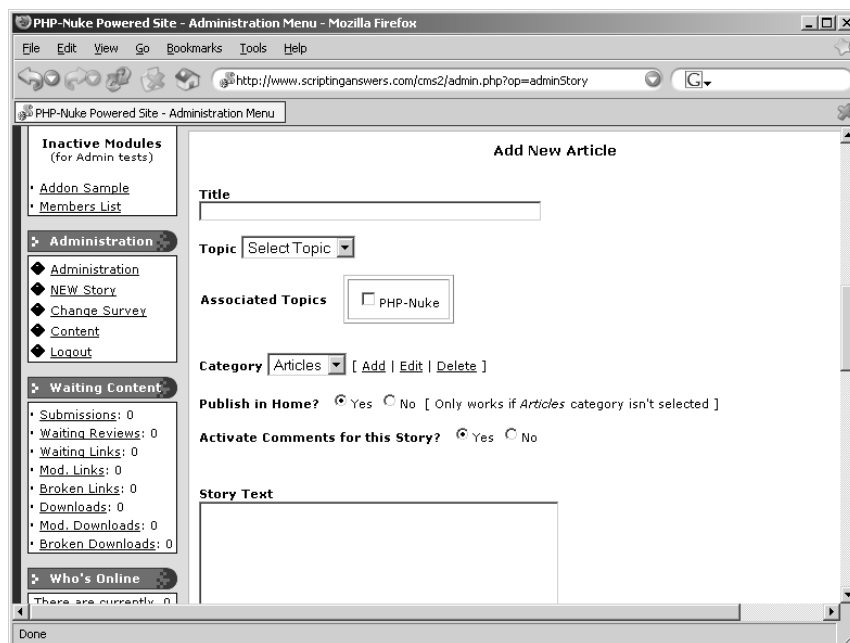 PHP-Nuke Powered Site - Administration Menu - Mozilla Firefox
File Edit View Go Bookmarks Tools Help
http://www.scriptinganswers.com/cms2/admin.php?op=adminStory
G
PHP-Nuke Powered Site - Administration Menu
Inactive Modules
(for Admin tests)
· Addon Sample
· Members List
Administration
Administration
NEW Story
Change Survey
Content
Logout
Waiting Content
· Submissions: 0
· Waiting Reviews: 0
· Waiting Links: 0
· Mod. Links: 0
· Broken Links: 0
· Downloads: 0
· Mod. Downloads: 0
· Broken Downloads: 0
Who's Online
There are currently, 0
Add New Article
Title
Topic Select Topic
Associated Topics PHP-Nuke
Category Articles [ Add | Edit | Delete ]
Publish in Home? Yes No [ Only works if Articles category isn't selected ]
Activate Comments for this Story? Yes No
Story Text
Done